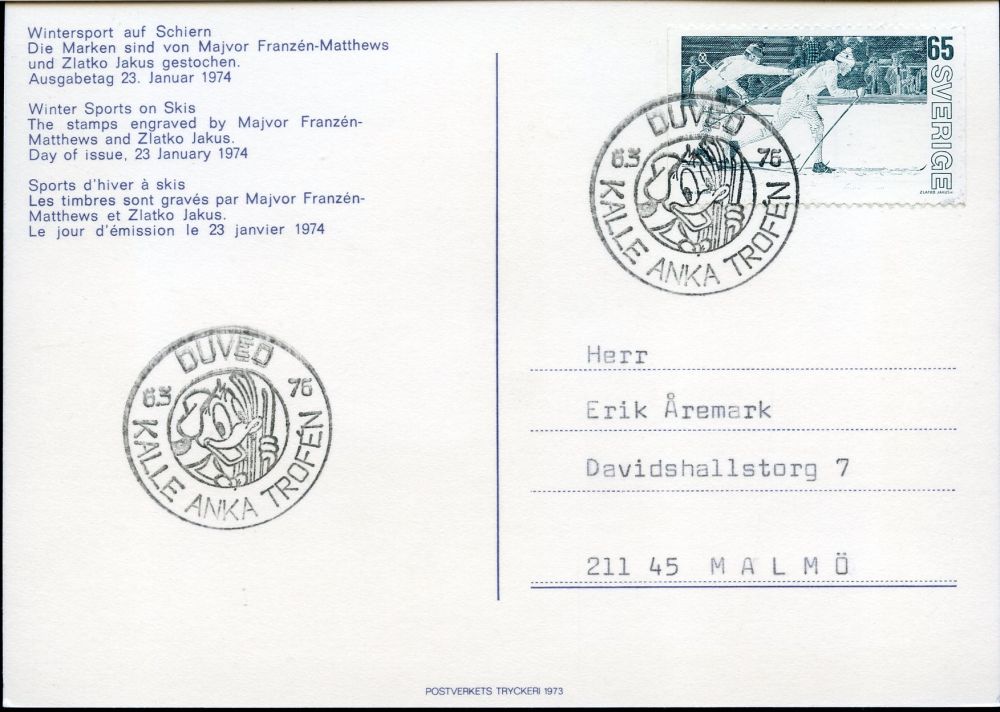 Wintersport auf Schiern
Die Marken sind von Majvor Franzén-Matthews
und Zlatko Jakus gestochen.
Ausgabetag 23. Januar 1974
Winter Sports on Skis
The stamps engraved by Majvor Franzén-
Matthews and Zlatko Jakus.
Day of issue, 23 January 1974
Sports d'hiver à skis
Les timbres sont gravés par Majvor Franzén-
Matthews et Zlatko Jakus.
Le jour d'émission le 23 janvier 1974
65
SVERIGE
ZLATKO JAKUS
DUVED
6.3 76
KALLE ANKA TROFÉN
DUVED
6.3 76
KALLE ANKA TROFÉN
Herr
Erik Åremark
Davidshallstorg 7
211 45 M A L M Ö
POSTVERKETS TRYCKERI 1973